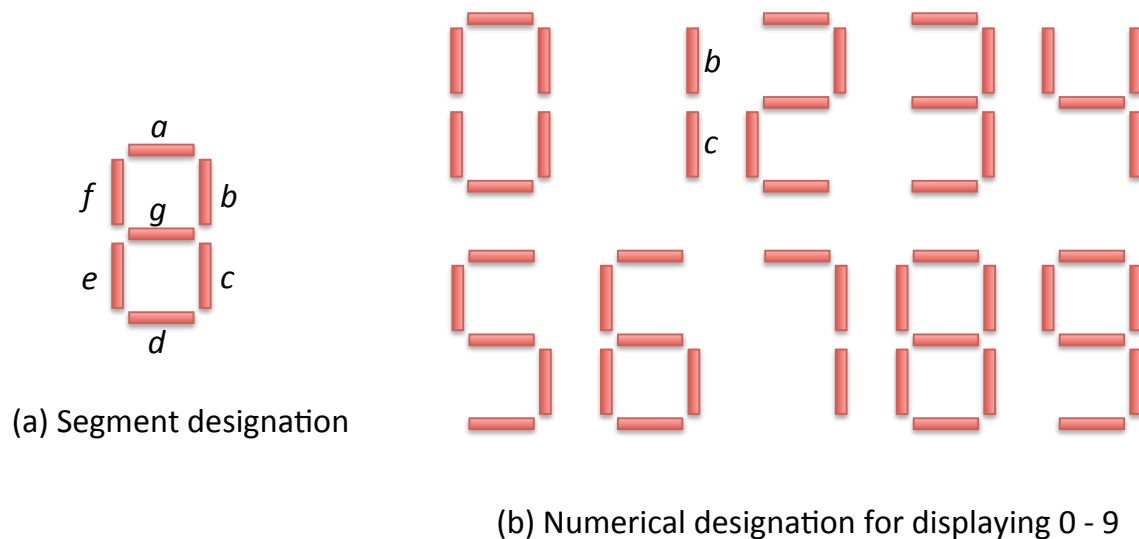 a
f
b
g
e
c
d
(a) Segment designation
b
c
(b) Numerical designation for displaying 0 - 9